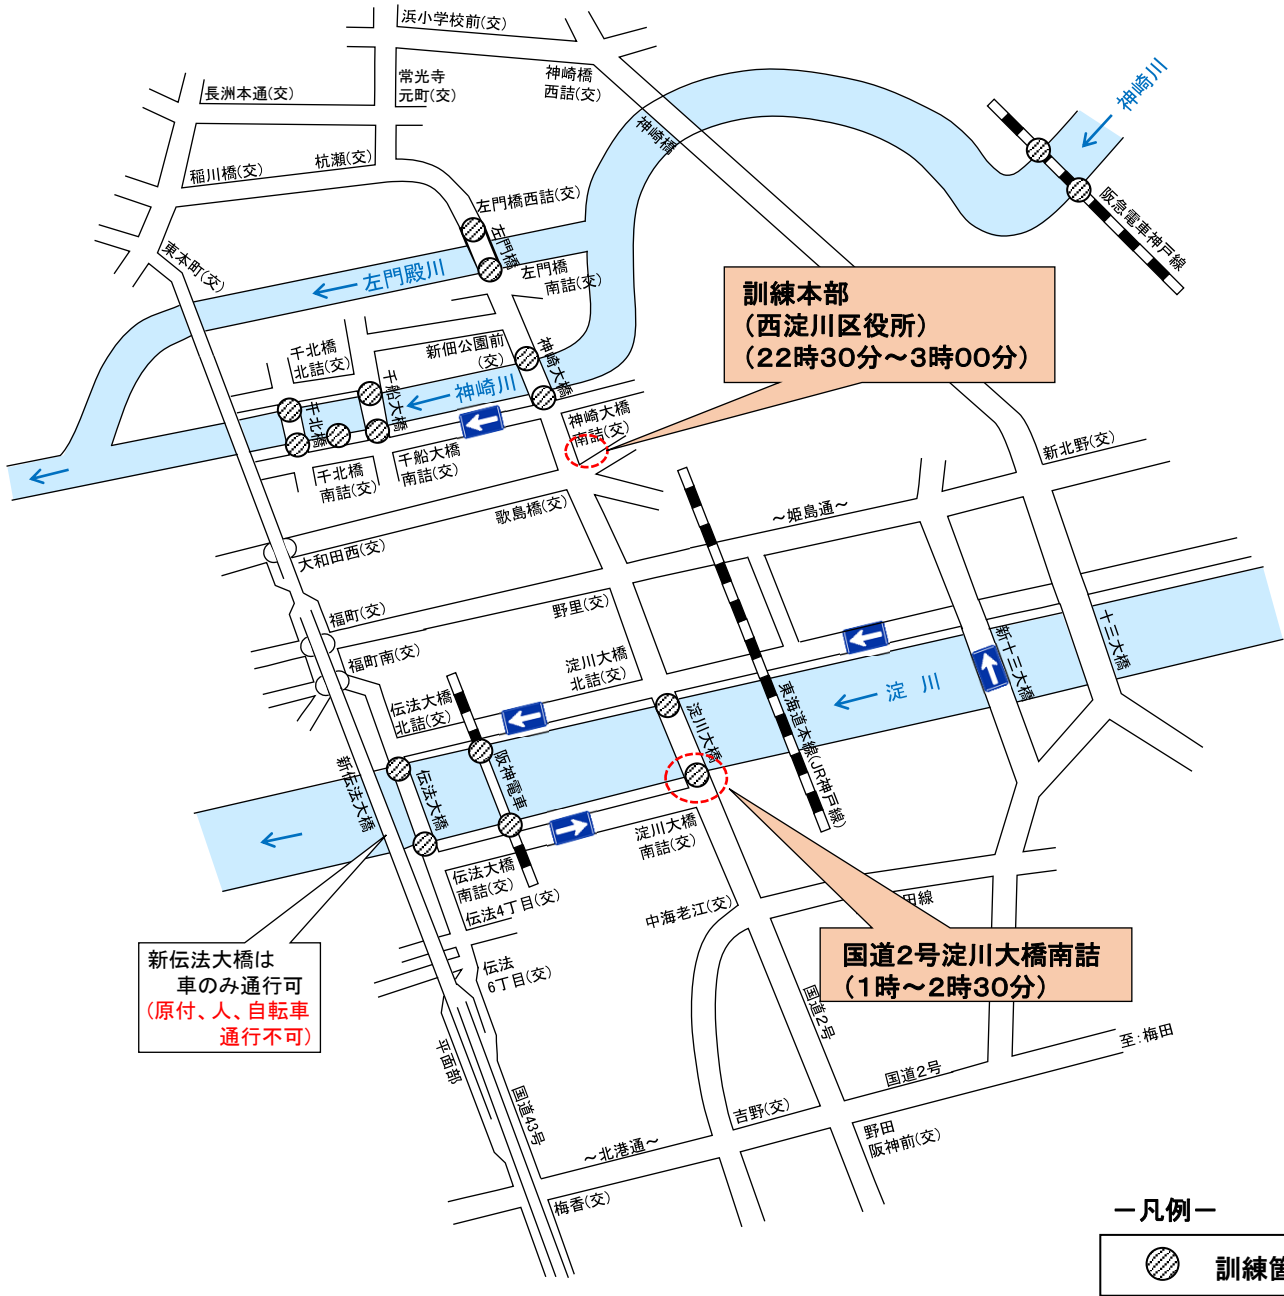 浜小学校前(交)
常光寺
元町(交)
神崎橋
西詰(交)
長洲本通(交)
神崎橋
神崎川
稲川橋(交)
杭瀬(交)
左門橋西詰(交)
左門橋
阪急電車神戸線
東本町(交)
左門殿川
左門橋
南詰(交)
訓練本部
（西淀川区役所）
（22時30分～3時00分）
千北橋
北詰(交)
新佃公園前
(交)
神崎大橋
千船大橋
神崎川
千北橋
神崎大橋
南詰(交)
千北橋
南詰(交)
千船大橋
南詰(交)
新北野(交)
歌島橋(交)
～姫島通～
大和田西(交)
福町(交)
野里(交)
福町南(交)
淀川大橋
北詰(交)
新十三大橋
十三大橋
伝法大橋
北詰(交)
淀川大橋
東海道本線(JR神戸線)
淀 川
新伝法大橋
伝法大橋
阪神電車
淀川大橋
南詰(交)
伝法大橋
南詰(交)
伝法4丁目(交)
中海老江(交)
田線
新伝法大橋は
車のみ通行可
(原付、人、自転車
通行不可)
伝法
6丁目(交)
国道2号淀川大橋南詰
（1時～2時30分）
国道2号
平面部
国道43号
国道2号
至:梅田
吉野(交)
野田
阪神前(交)
～北港通～
梅香(交)
－凡例－
訓練箇